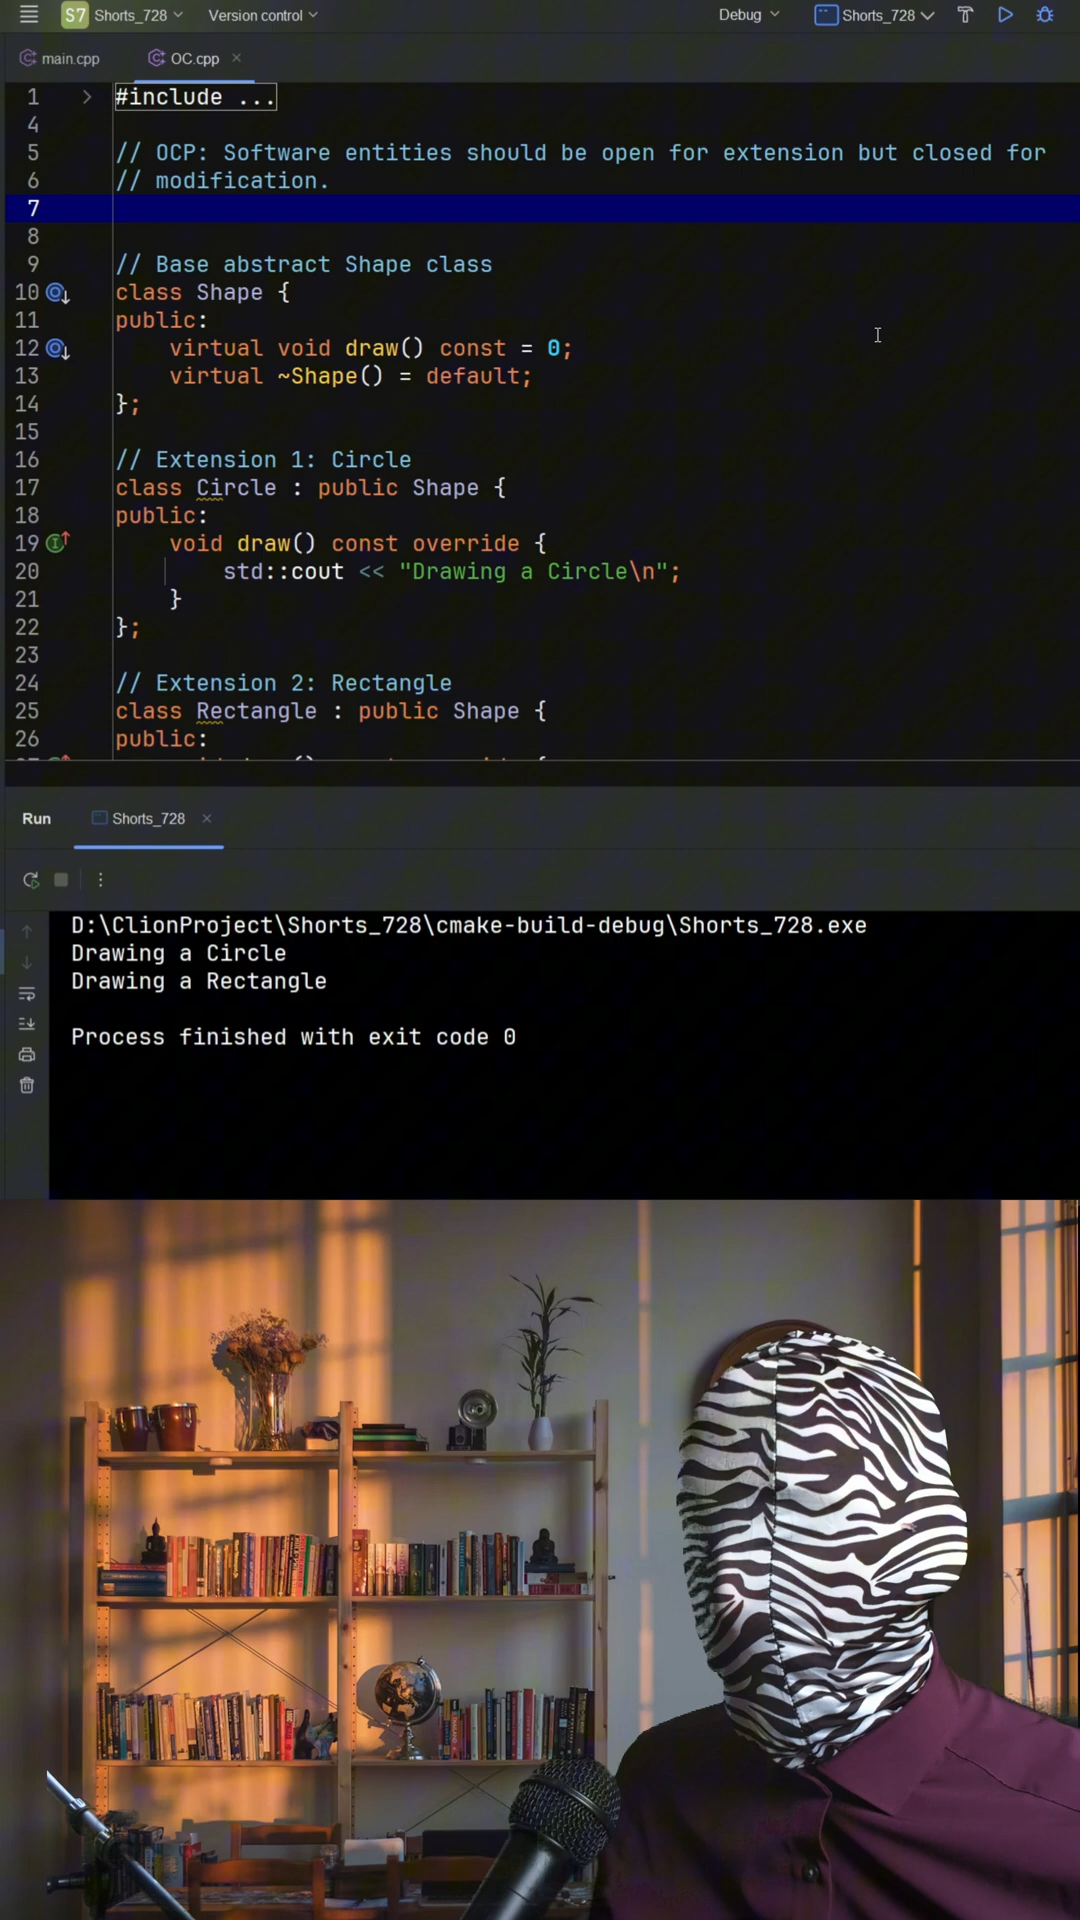 S7 Shorts_728 Version control Debug Shorts_728
main.cpp OC.cpp
1 #include ...
4
5 // OCP: Software entities should be open for extension but closed for
6 // modification.
7
8
9 // Base abstract Shape class
10 class Shape {
11 public:
12 virtual void draw() const = 0;
13 virtual ~Shape() = default;
14 };
15
16 // Extension 1: Circle
17 class Circle : public Shape {
18 public:
19 void draw() const override {
20 std::cout << "Drawing a Circle\n";
21 }
22 };
23
24 // Extension 2: Rectangle
25 class Rectangle : public Shape {
26 public:
Run Shorts_728
D:\ClionProject\Shorts_728\cmake-build-debug\Shorts_728.exe
Drawing a Circle
Drawing a Rectangle
Process finished with exit code 0